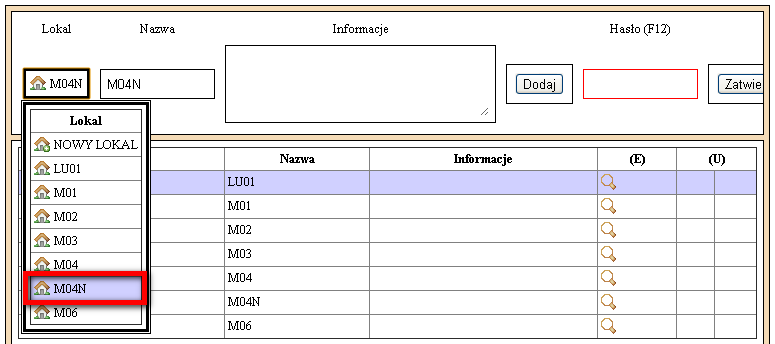 Lokal Nazwa Informacje Hasło (F12)
M04N M04N Dodaj Zatwie
Lokal
NOWY LOKAL
LU01
M01
M02
M03
M04
M04N
M06
Nazwa Informacje (E) (U)
LU01
M01
M02
M03
M04
M04N
M06